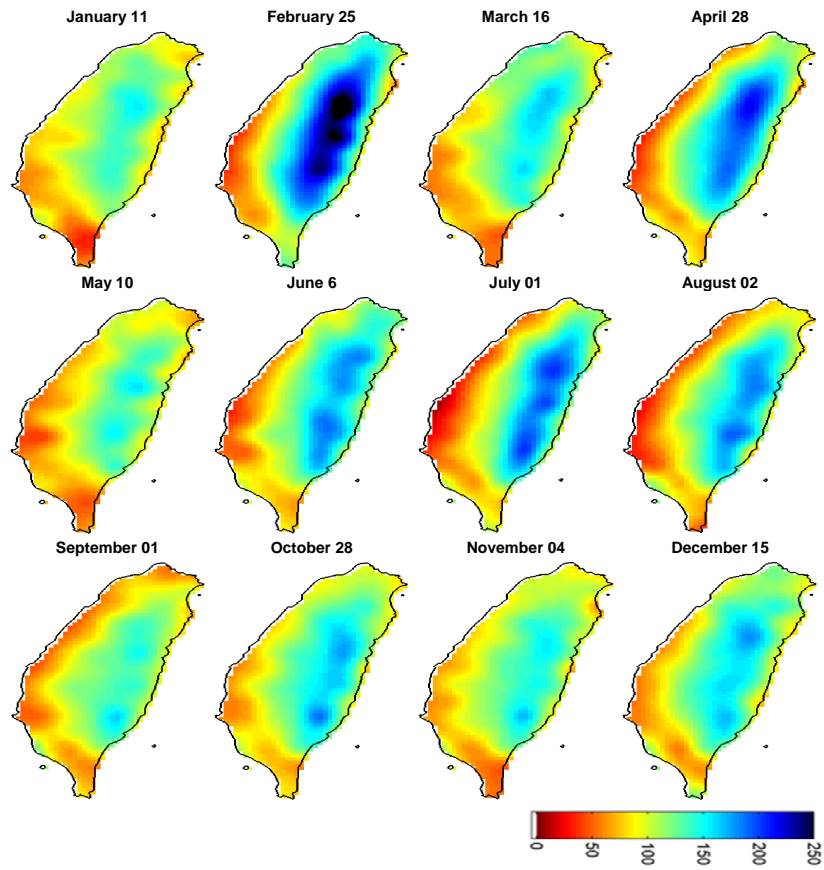 January 11 February 25 March 16 April 28
May 10 June 6 July 01 August 02
September 01 October 28 November 04 December 15
0 50 100 150 200 250